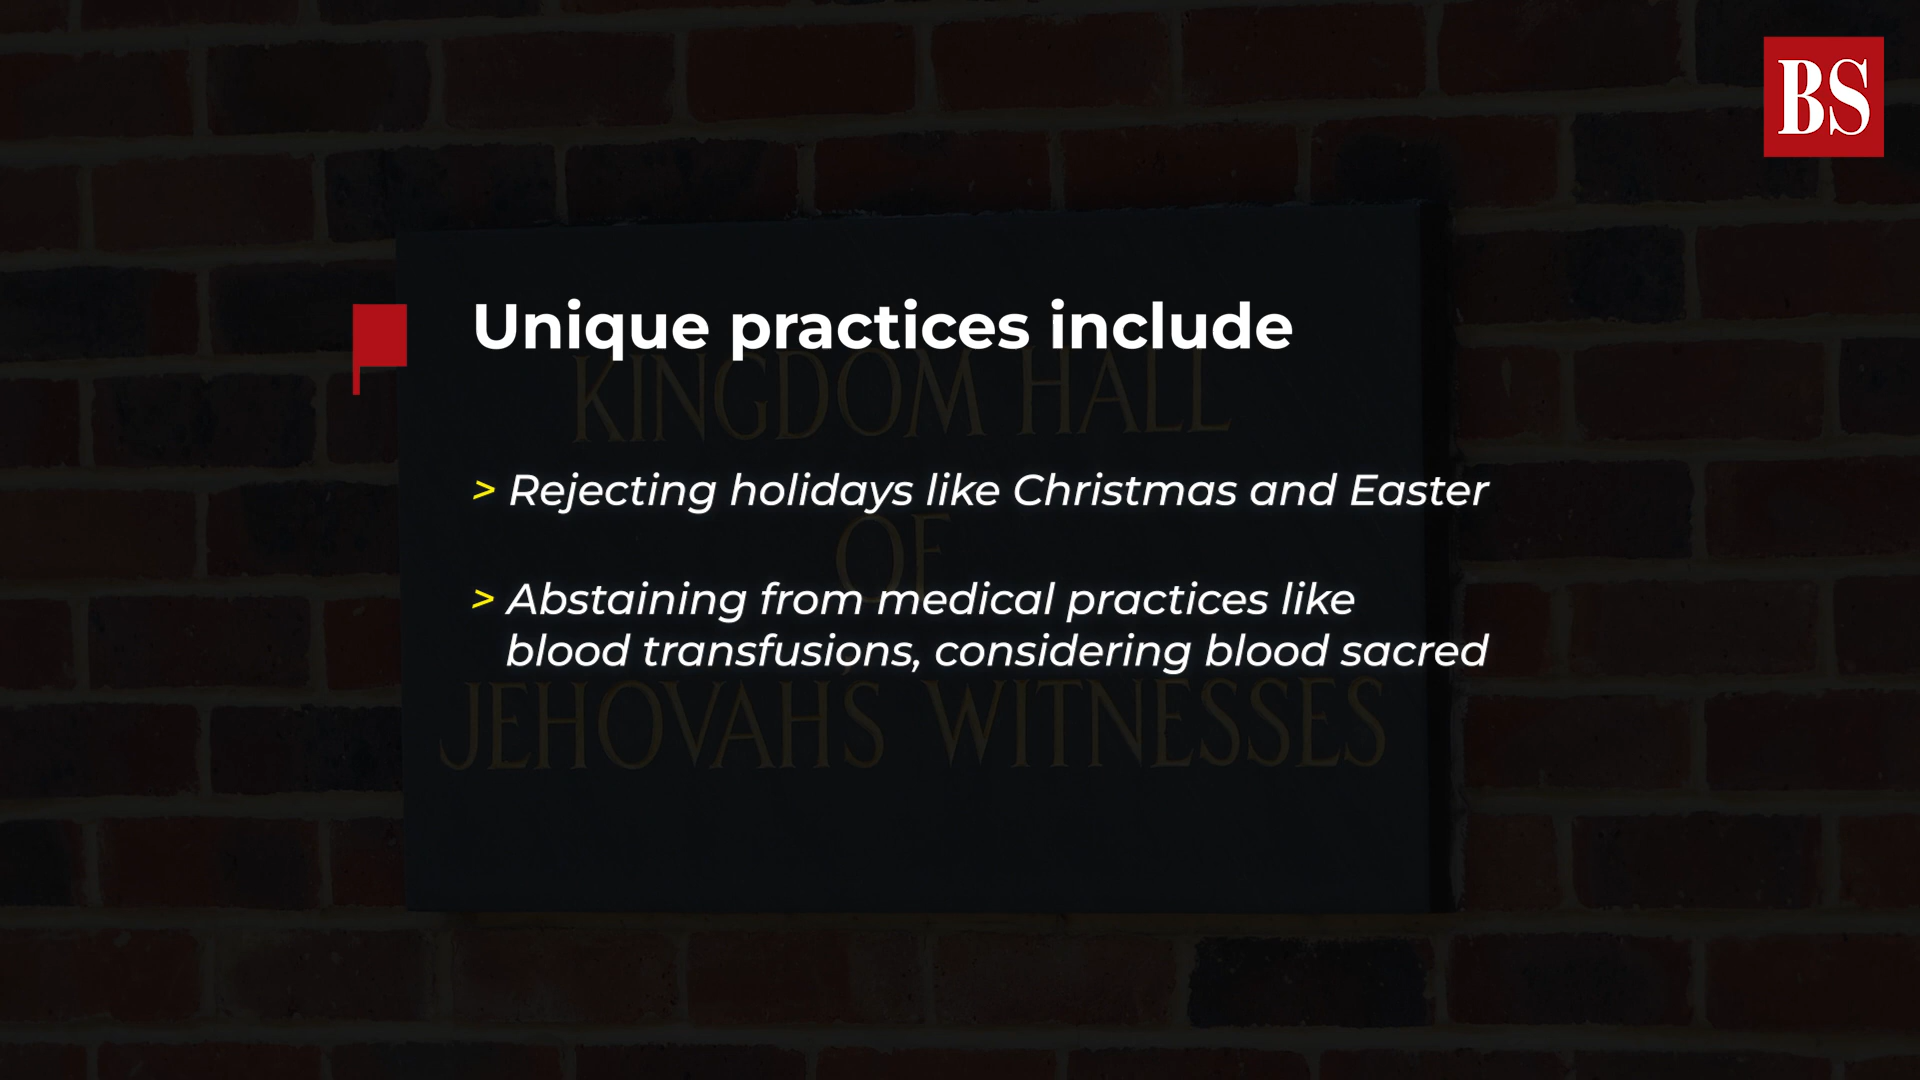 BS
Unique practices include
KINGDOM HALL
> Rejecting holidays like Christmas and Easter
OF
> Abstaining from medical practices like
blood transfusions, considering blood sacred
JEHOVAHS WITNESSES